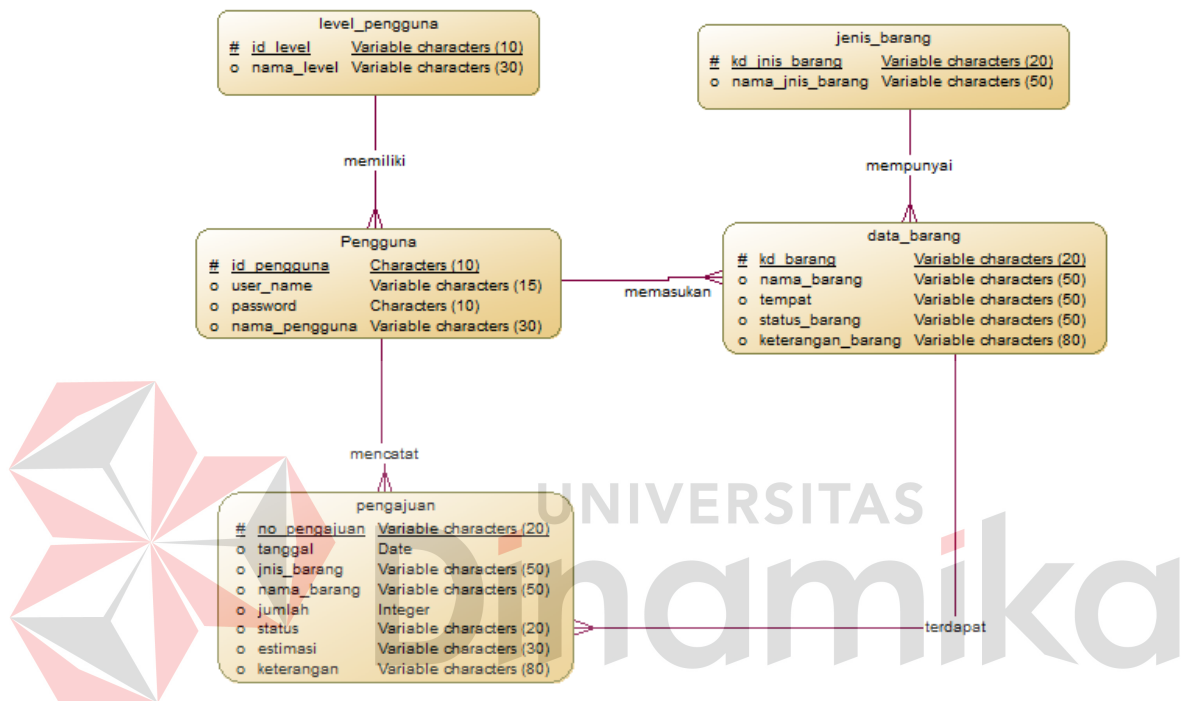 level_pengguna
# id_level Variable characters (10)
o nama_level Variable characters (30)
jenis_barang
# kd_jnis_barang Variable characters (20)
o nama_jnis_barang Variable characters (50)
memiliki
mempunyai
Pengguna
# id_pengguna Characters (10)
o user_name Variable characters (15)
o password Characters (10)
o nama_pengguna Variable characters (30)
memasukan
data_barang
# kd_barang Variable characters (20)
o nama_barang Variable characters (50)
o tempat Variable characters (50)
o status_barang Variable characters (50)
o keterangan_barang Variable characters (80)
mencatat
pengajuan
# no_pengajuan Variable characters (20)
o tanggal Date
o jnis_barang Variable characters (50)
o nama_barang Variable characters (50)
o jumlah Integer
o status Variable characters (20)
o estimasi Variable characters (30)
o keterangan Variable characters (80)
terdapat
UNIVERSITAS
Dinamika